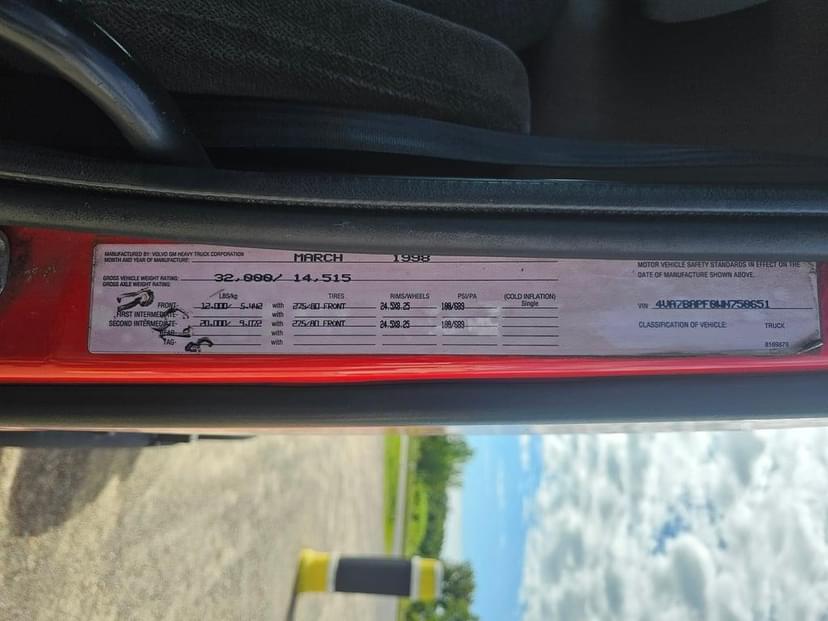 MANUFACTURED BY: VOLVO GM HEAVY TRUCK CORPORATION
MONTH AND YEAR OF MANUFACTURE: MARCH 1998
GROSS VEHICLE WEIGHT RATING: 32,000/ 14,515
GROSS AXLE WEIGHT RATING:
LBS/kg TIRES RIMS/WHEELS PSI/PA (COLD INFLATION)
FRONT- 12,000/ 5,442 with 275/80 FRONT 24.5X8.25 100/689 Single
FIRST INTERMEDIATE- with
SECOND INTERMEDIATE- 20,000/ 9,072 with 275/80 FRONT 24.5X8.25 100/689
REAR- with
TAG- with
MOTOR VEHICLE SAFETY STANDARDS IN EFFECT ON THE
DATE OF MANUFACTURE SHOWN ABOVE.
VIN
CLASSIFICATION OF VEHICLE: TRUCK